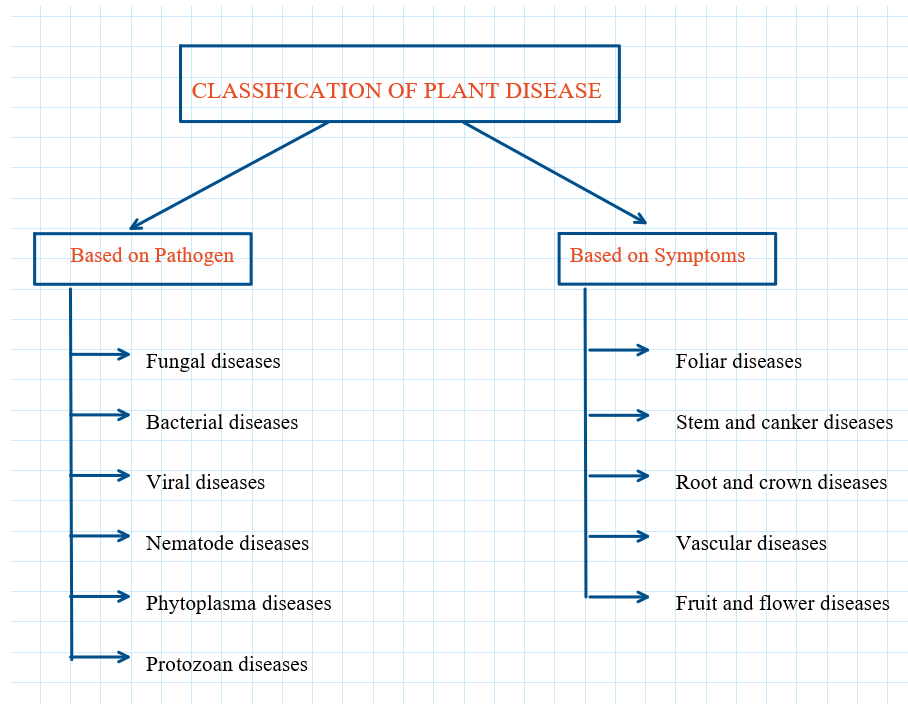 CLASSIFICATION OF PLANT DISEASE
Based on Pathogen
Fungal diseases
Bacterial diseases
Viral diseases
Nematode diseases
Phytoplasma diseases
Protozoan diseases
Based on Symptoms
Foliar diseases
Stem and canker diseases
Root and crown diseases
Vascular diseases
Fruit and flower diseases